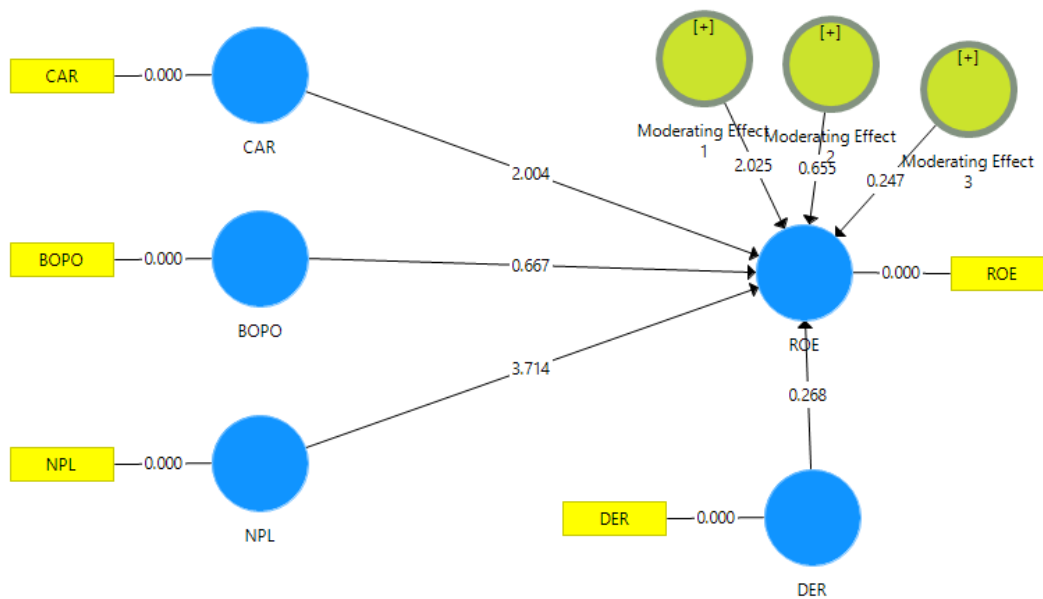 [+]
[+]
[+]
CAR
0.000
CAR
Moderating Effect
1
Moderating Effect
2
Moderating Effect
3
2.025
0.655
0.247
2.004
BOPO
0.000
BOPO
0.667
ROE
0.000
ROE
3.714
0.268
NPL
0.000
NPL
DER
0.000
DER